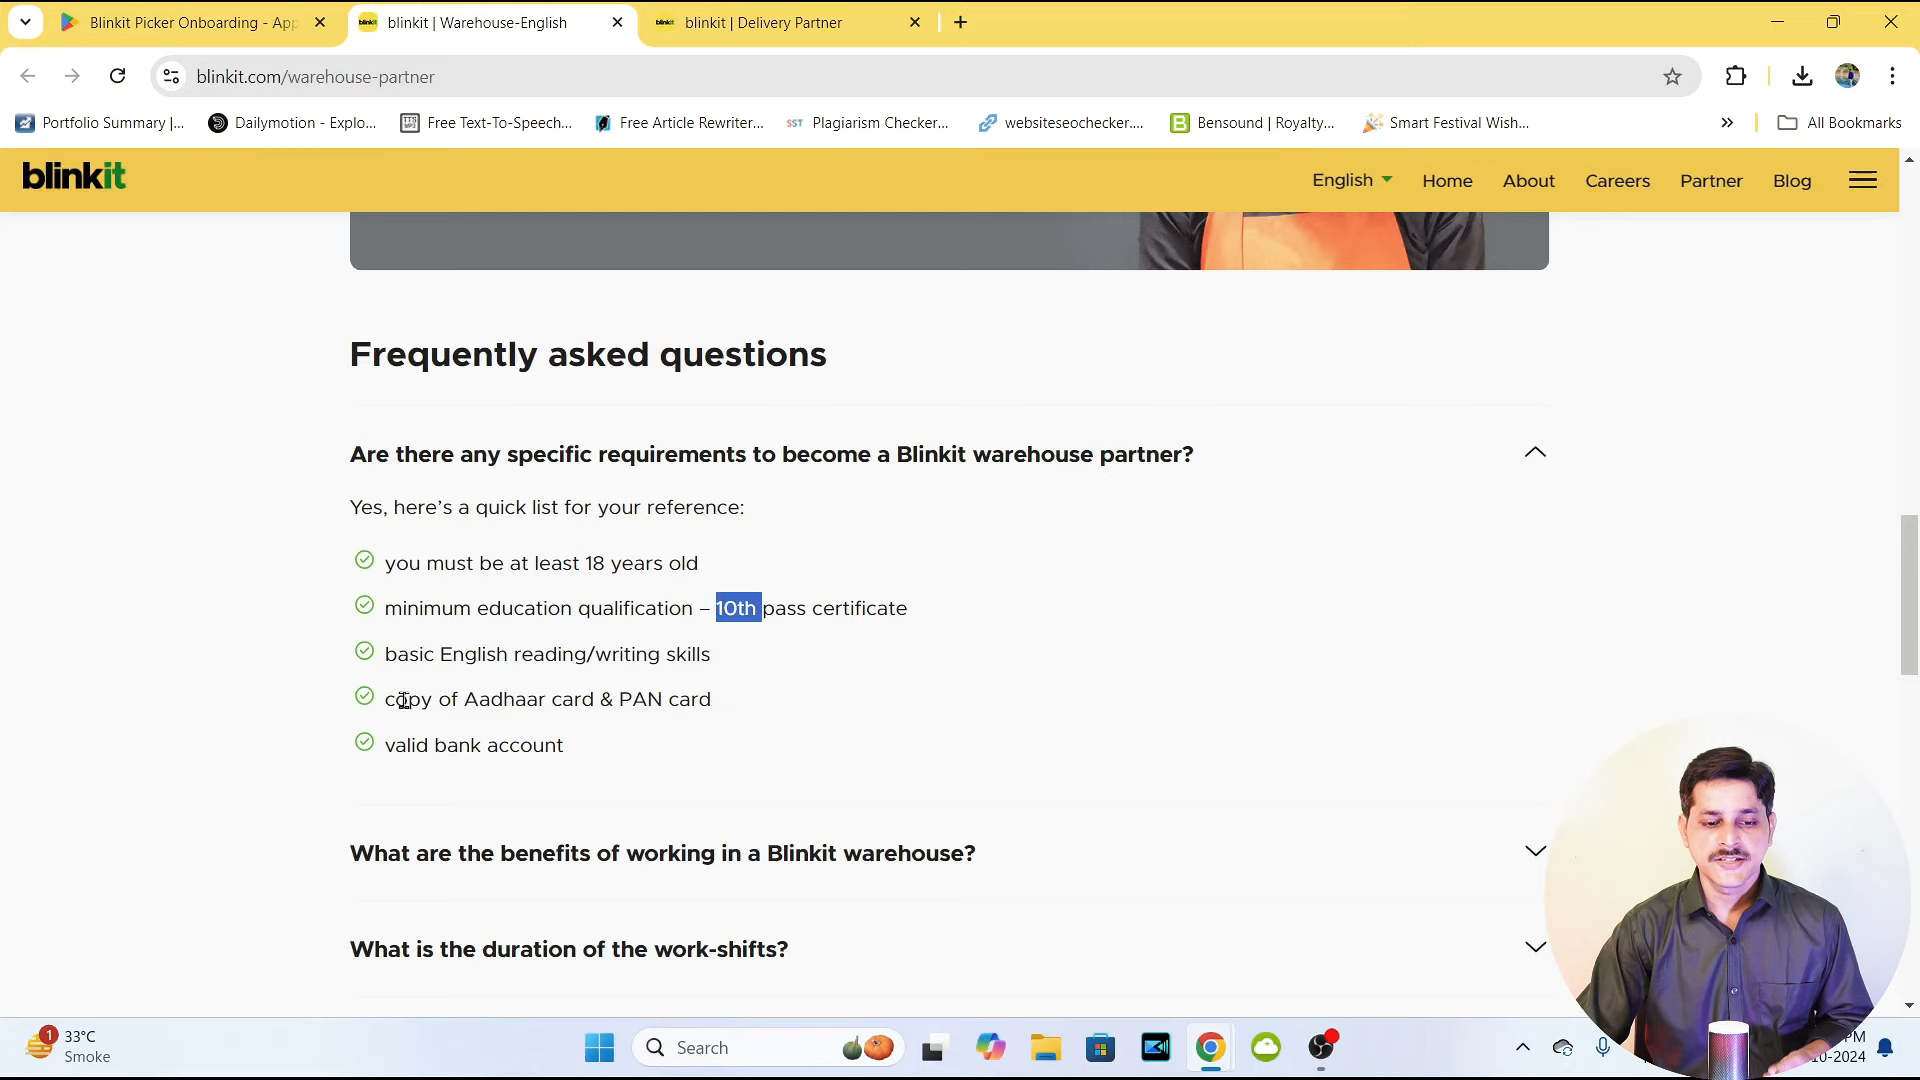 Blinkit Picker Onboarding - App
blinkit | Warehouse-English
blinkit | Delivery Partner
blinkit.com/warehouse-partner
Portfolio Summary |...
Dailymotion - Explo...
Free Text-To-Speech...
Free Article Rewriter...
SST Plagiarism Checker...
websiteseochecker....
B Bensound | Royalty...
Smart Festival Wish...
All Bookmarks
blinkit
English
Home
About
Careers
Partner
Blog
Frequently asked questions
Are there any specific requirements to become a Blinkit warehouse partner?
Yes, here’s a quick list for your reference:
you must be at least 18 years old
minimum education qualification – 10th pass certificate
basic English reading/writing skills
copy of Aadhaar card & PAN card
valid bank account
What are the benefits of working in a Blinkit warehouse?
What is the duration of the work-shifts?
1
33°C
Smoke
Search
PM
10-2024